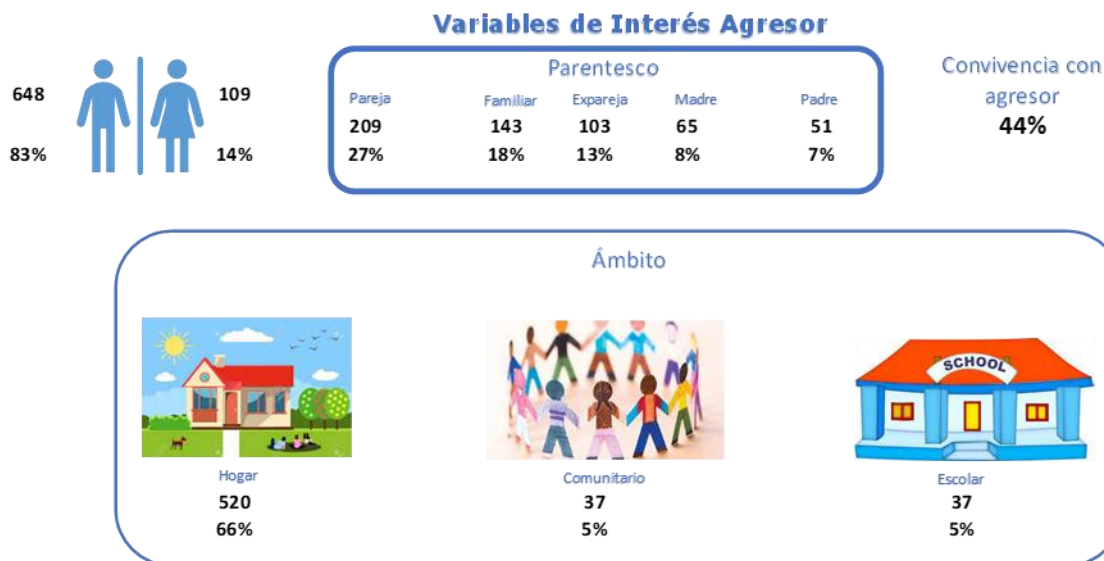 Variables de Interés Agresor
648
109
83%
14%
Parentesco
Pareja Familiar Expareja Madre Padre
209 143 103 65 51
27% 18% 13% 8% 7%
Convivencia con
agresor
44%
Ámbito
SCHOOL
Hogar Comunitario Escolar
520 37 37
66% 5% 5%